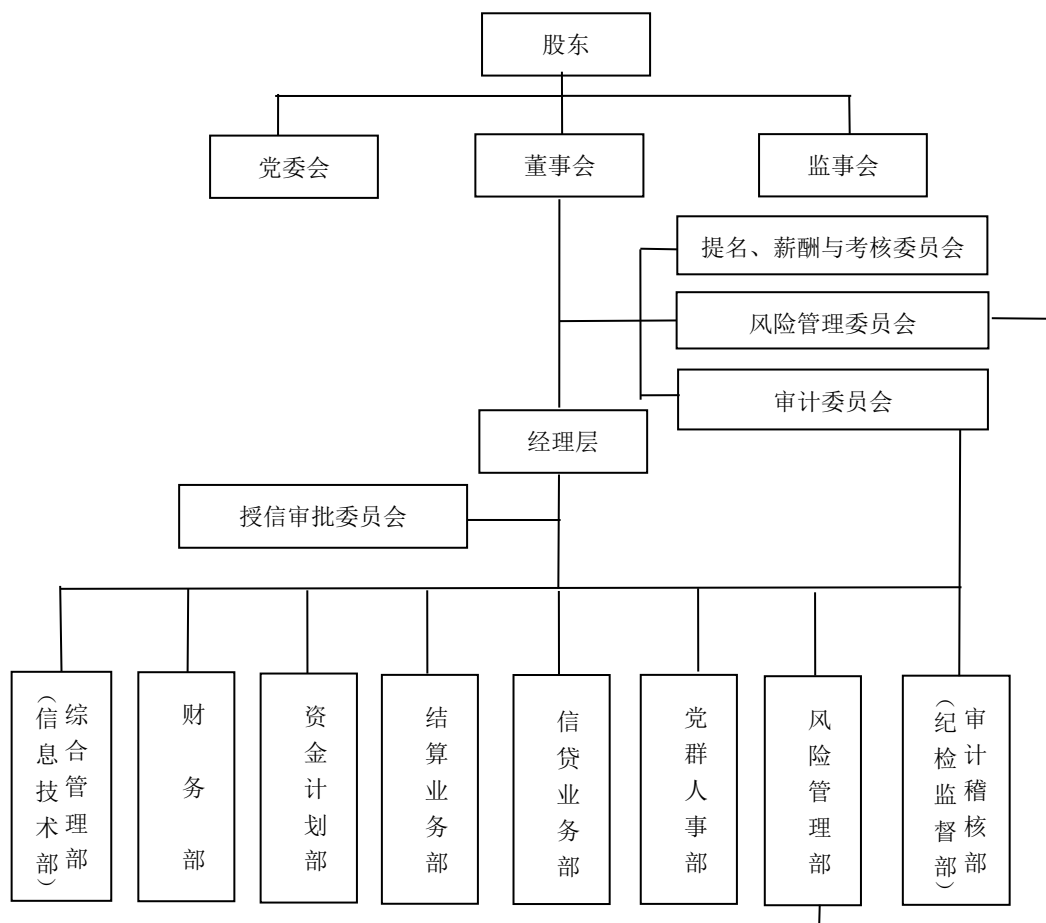 股东
党委会
董事会
监事会
提名、薪酬与考核委员会
风险管理委员会
审计委员会
经理层
授信审批委员会
综合管理部
（信息技术部）
财务部
资金计划部
结算业务部
信贷业务部
党群人事部
风险管理部
审计稽核部
（纪检监督部）